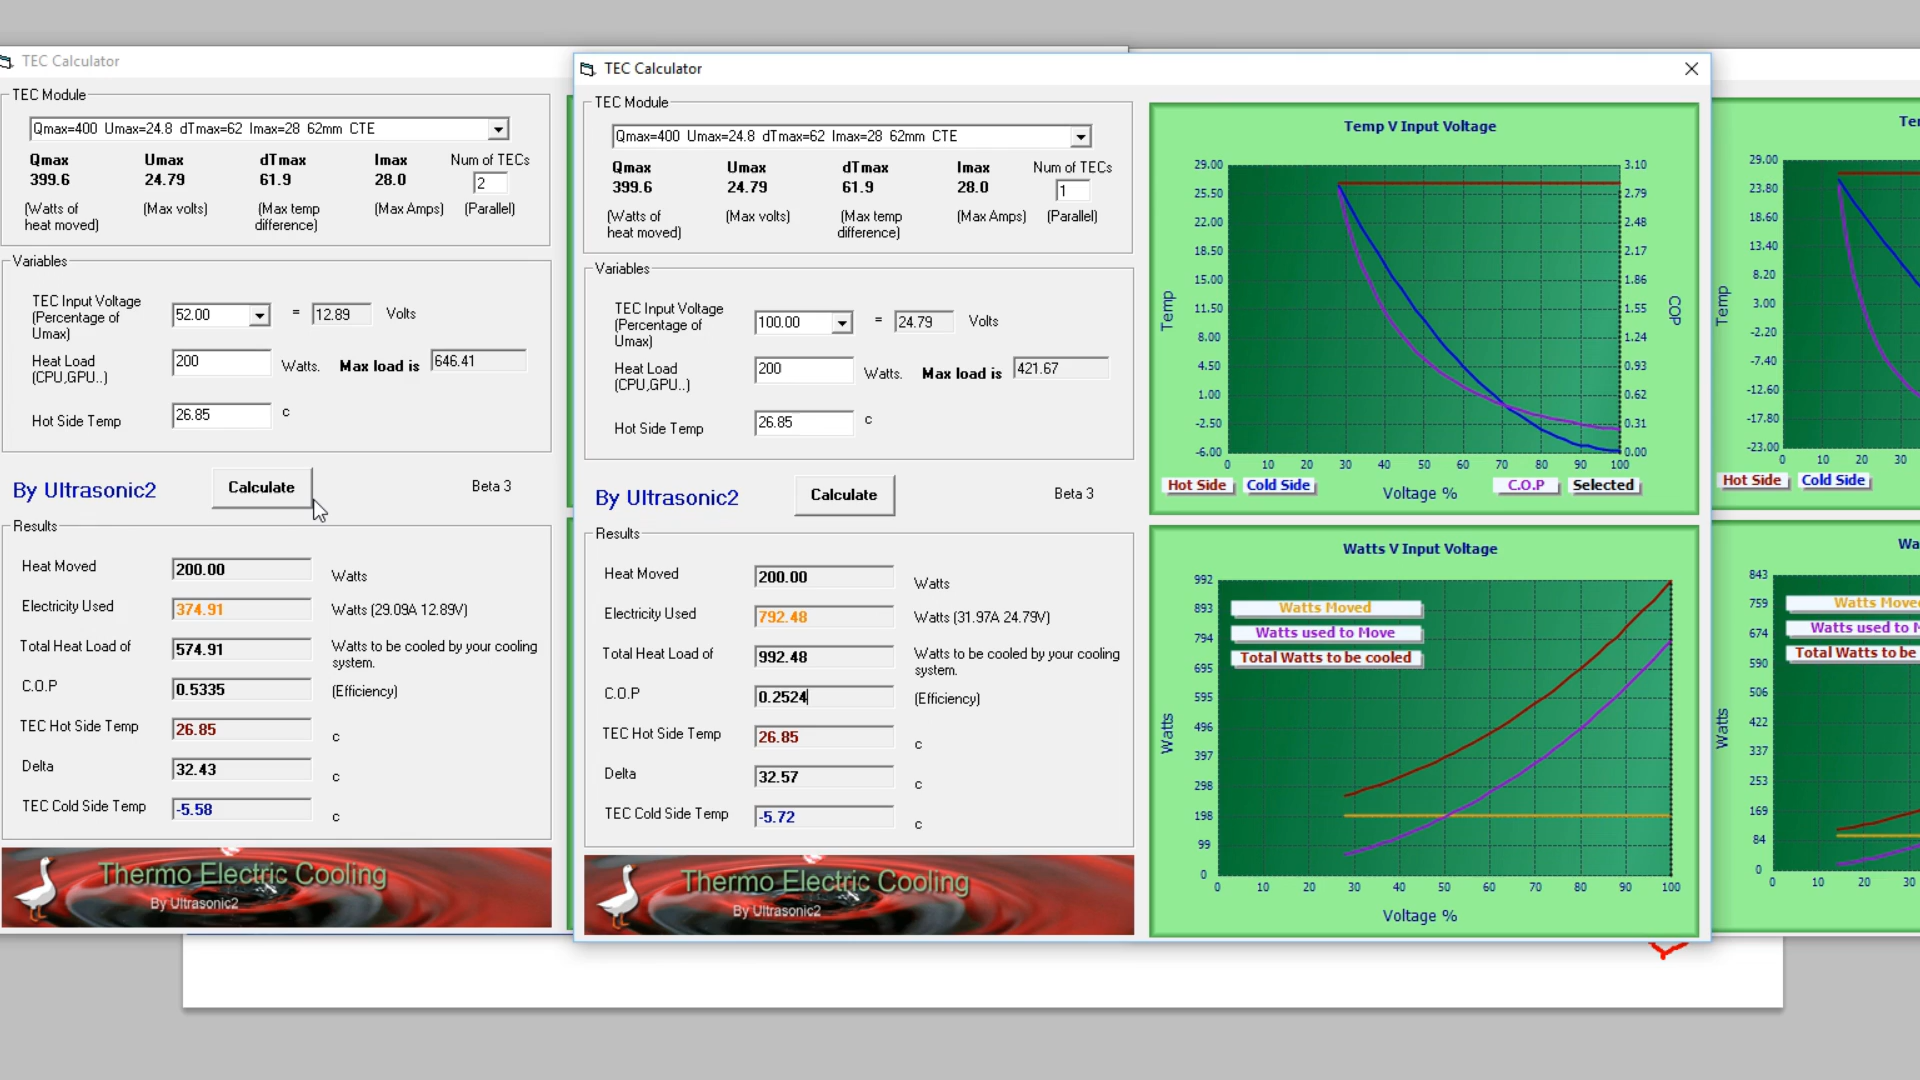 TEC Calculator
TEC Module
Qmax=400 Umax=24.8 dTmax=62 Imax=28 62mm CTE
Qmax Umax dTmax Imax Num of TECs
399.6 24.79 61.9 28.0 2
(Watts of heat moved) (Max volts) (Max temp difference) (Max Amps) (Parallel)
Variables
TEC Input Voltage (Percentage of Umax) 52.00 = 12.89 Volts
Heat Load (CPU,GPU..) 200 Watts. Max load is 646.41
Hot Side Temp 26.85 c
By Ultrasonic2 Calculate Beta 3
Results
Heat Moved 200.00 Watts
Electricity Used 374.91 Watts (29.09A 12.89V)
Total Heat Load of 574.91 Watts to be cooled by your cooling system.
C.O.P 0.5335 (Efficiency)
TEC Hot Side Temp 26.85 c
Delta 32.43 c
TEC Cold Side Temp -5.58 c
Thermo Electric Cooling
By Ultrasonic2
TEC Calculator
TEC Module
Qmax=400 Umax=24.8 dTmax=62 Imax=28 62mm CTE
Qmax Umax dTmax Imax Num of TECs
399.6 24.79 61.9 28.0 1
(Watts of heat moved) (Max volts) (Max temp difference) (Max Amps) (Parallel)
Variables
TEC Input Voltage (Percentage of Umax) 100.00 = 24.79 Volts
Heat Load (CPU,GPU..) 200 Watts. Max load is 421.67
Hot Side Temp 26.85 c
By Ultrasonic2 Calculate Beta 3
Results
Heat Moved 200.00 Watts
Electricity Used 792.48 Watts (31.97A 24.79V)
Total Heat Load of 992.48 Watts to be cooled by your cooling system.
C.O.P 0.2524 (Efficiency)
TEC Hot Side Temp 26.85 c
Delta 32.57 c
TEC Cold Side Temp -5.72 c
Thermo Electric Cooling
By Ultrasonic2
Temp V Input Voltage
29.00 3.10
25.50 2.79
22.00 2.48
18.50 2.17
15.00 1.86
11.50 1.55
8.00 1.24
4.50 0.93
1.00 0.62
-2.50 0.31
-6.00 0.00
Temp
COP
0 10 20 30 40 50 60 70 80 90 100
Hot Side Cold Side Voltage % C.O.P Selected
Watts V Input Voltage
992
893
794
695
595
496
397
298
198
99
0
Watts Moved
Watts used to Move
Total Watts to be cooled
Watts
0 10 20 30 40 50 60 70 80 90 100
Voltage %
Ter
29.00
23.80
18.60
13.40
8.20
3.00
-2.20
-7.40
-12.60
-17.80
-23.00
Temp
0 10 20 30
Hot Side Cold Side
Wa
843
759
674
590
506
422
337
253
169
84
0
Watts Move
Watts used to M
Total Watts to be
Watts
0 10 20 30